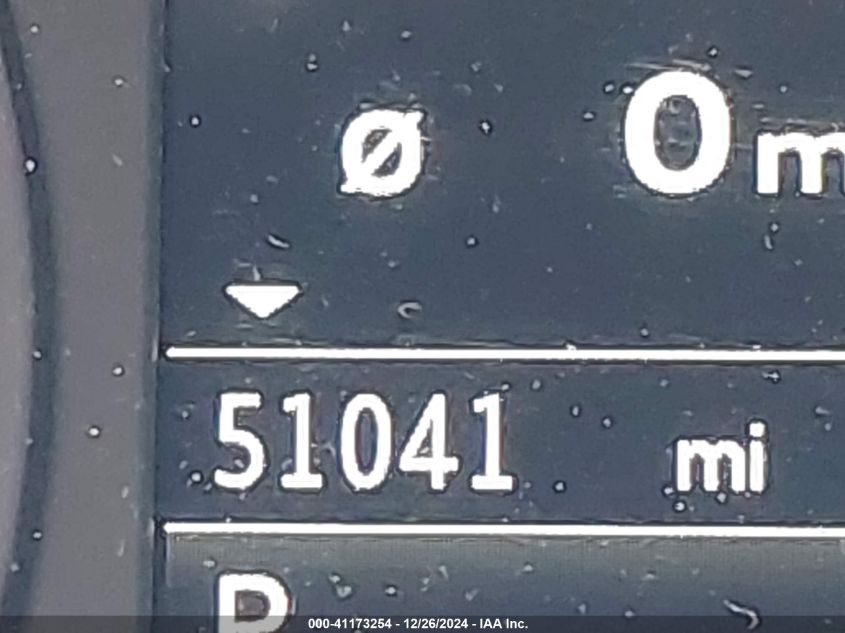 Ø 0 m
51041 mi
P
000-41173254 - 12/26/2024 - IAA Inc.